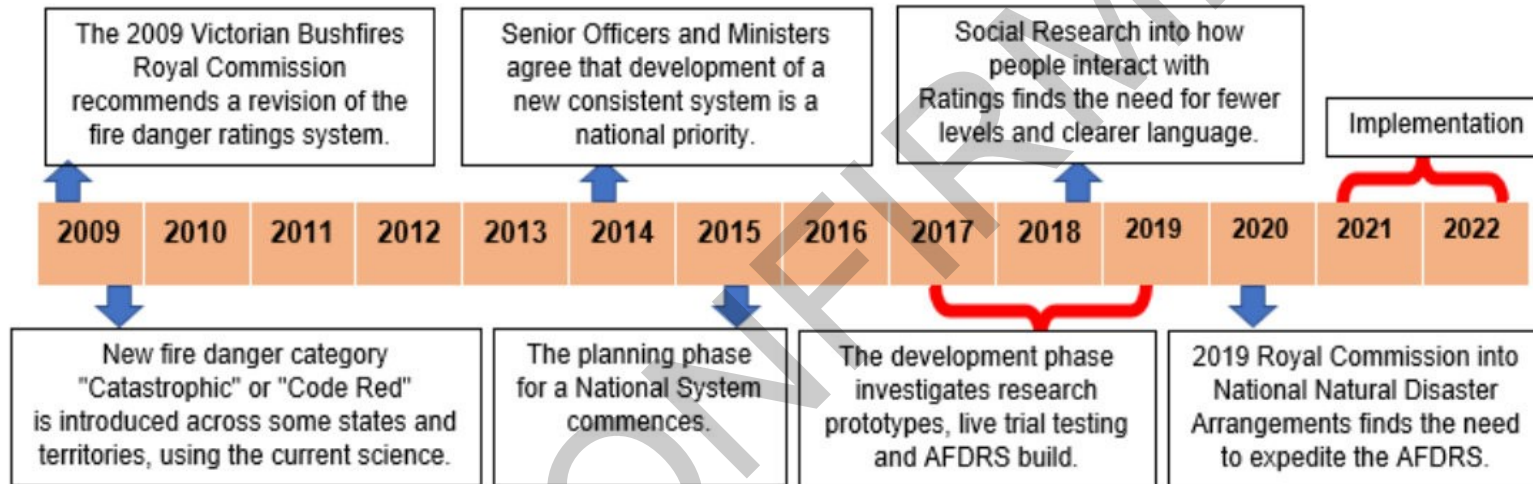 The 2009 Victorian Bushfires
Royal Commission
recommends a revision of the
fire danger ratings system.
Senior Officers and Ministers
agree that development of a
new consistent system is a
national priority.
Social Research into how
people interact with
Ratings finds the need for fewer
levels and clearer language.
Implementation
2009 2010 2011 2012 2013 2014 2015 2016 2017 2018 2019 2020 2021 2022
New fire danger category
"Catastrophic" or "Code Red"
is introduced across some states and
territories, using the current science.
The planning phase
for a National System
commences.
The development phase
investigates research
prototypes, live trial testing
and AFDRS build.
2019 Royal Commission into
National Natural Disaster
Arrangements finds the need
to expedite the AFDRS.
ONFIRM